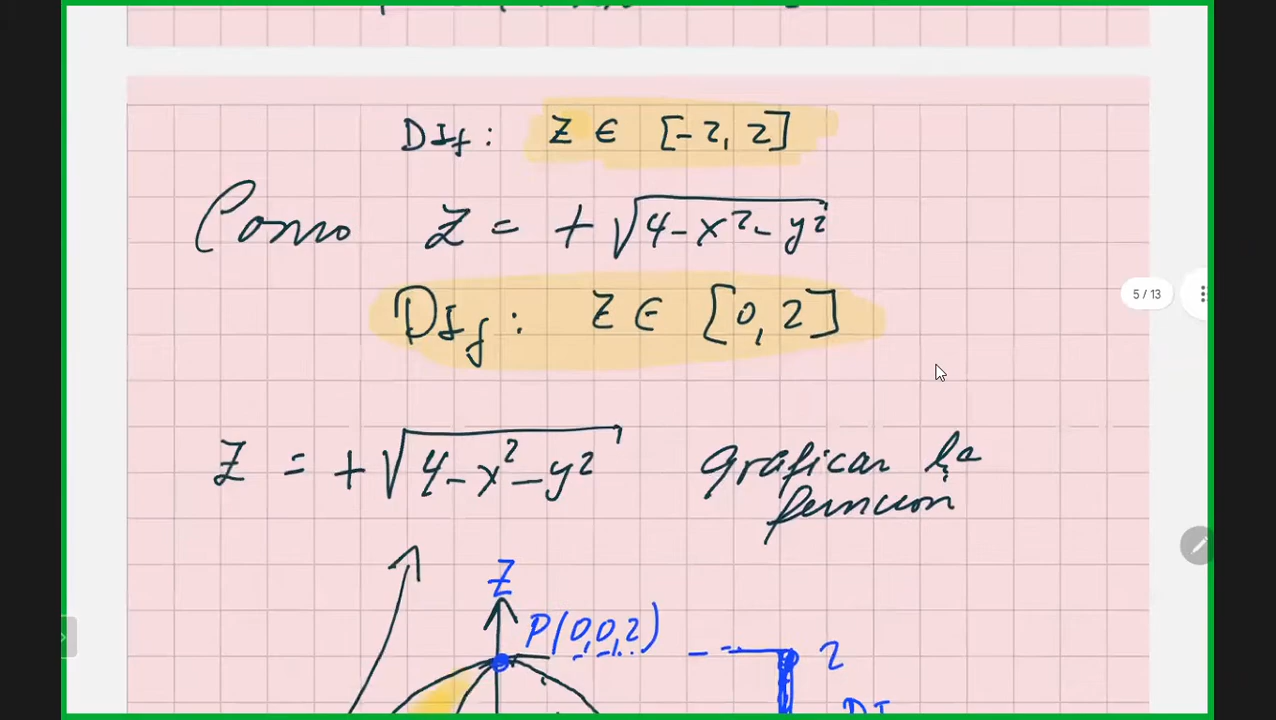 DIf : Z ∈ [-2, 2]
Como Z = + √4-x²-y²
DIf : Z ∈ [0, 2]
5 / 13
Z = + √4-x²-y² graficar la
funcion
Z
P(0,0,2)
2
DI